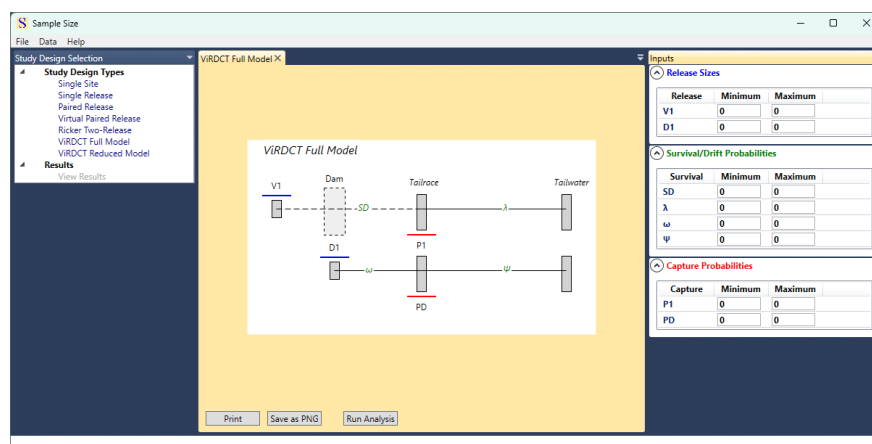 S Sample Size
File Data Help
Study Design Selection
Study Design Types
Single Site
Single Release
Paired Release
Virtual Paired Release
Ricker Two-Release
ViRDCT Full Model
ViRDCT Reduced Model
Results
View Results
ViRDCT Full Model
ViRDCT Full Model
V1 Dam Tailrace Tailwater
SD λ
D1 P1
ω Ψ
PD
Print Save as PNG Run Analysis
Inputs
Release Sizes
Release Minimum Maximum
V1 0 0
D1 0 0
Survival/Drift Probabilities
Survival Minimum Maximum
SD 0 0
λ 0 0
ω 0 0
Ψ 0 0
Capture Probabilities
Capture Minimum Maximum
P1 0 0
PD 0 0